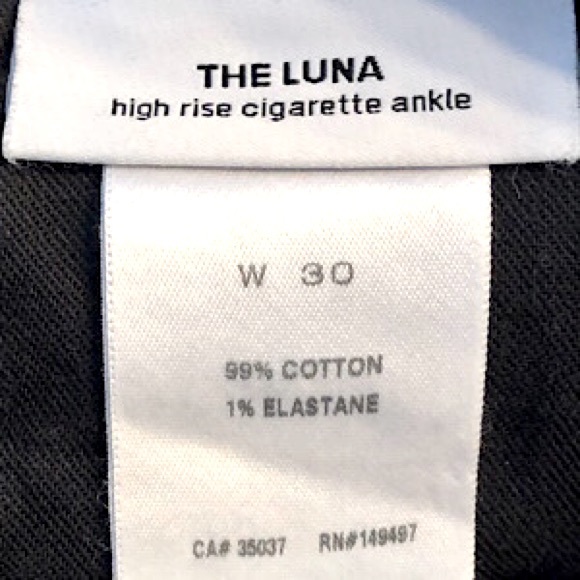 THE LUNA
high rise cigarette ankle
W 30
99% COTTON
1% ELASTANE
CA# 35037 RN#149497